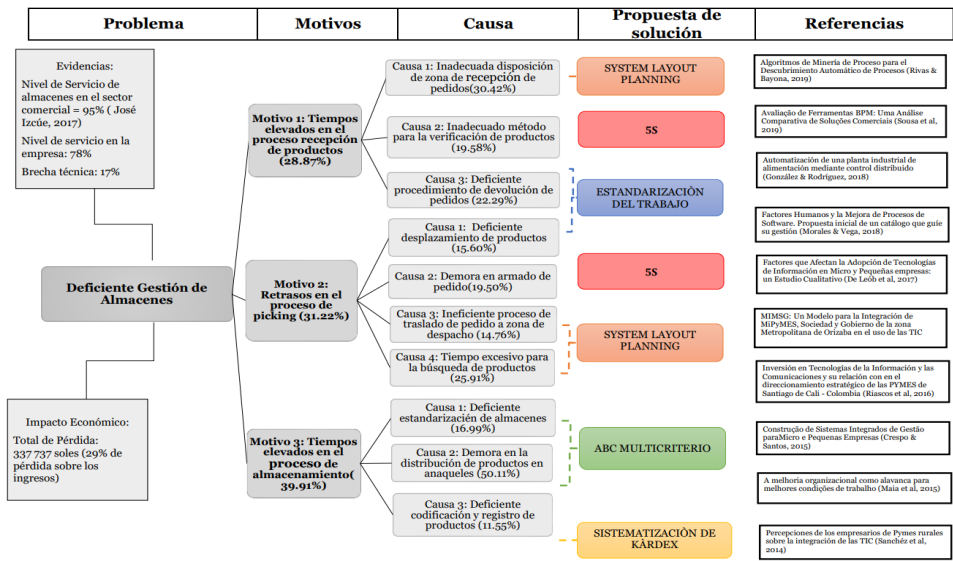 Problema
Motivos
Causa
Propuesta de
solución
Referencias
Evidencias:
Nivel de Servicio de
almacenes en el sector
comercial = 95% ( José
Izcúe, 2017)
Nivel de servicio en la
empresa: 78%
Brecha técnica: 17%
Deficiente Gestión de
Almacenes
Impacto Económico:
Total de Pérdida:
337 737 soles (29% de
pérdida sobre los
ingresos)
Motivo 1: Tiempos
elevados en el
proceso recepción
de productos
(28.87%)
Motivo 2:
Retrasos en el
proceso de
picking (31.22%)
Motivo 3: Tiempos
elevados en el
proceso de
almacenamiento(
39.91%)
Causa 1: Inadecuada disposición
de zona de recepción de
pedidos(30.42%)
Causa 2: Inadecuado método
para la verificación de productos
(19.58%)
Causa 3: Deficiente
procedimiento de devolución de
pedidos (22.29%)
Causa 1: Deficiente
desplazamiento de productos
(15.60%)
Causa 2: Demora en armado de
pedido(19.50%)
Causa 3: Ineficiente proceso de
traslado de pedido a zona de
despacho (14.76%)
Causa 4: Tiempo excesivo para
la búsqueda de productos
(25.91%)
Causa 1: Deficiente
estandarizaciòn de almacenes
(16.99%)
Causa 2: Demora en la
distribución de productos en
anaqueles (50.11%)
Causa 3: Deficiente
codificación y registro de
productos (11.55%)
SYSTEM LAYOUT
PLANNING
5S
ESTANDARIZACIÒN
DEL TRABAJO
5S
SYSTEM LAYOUT
PLANNING
ABC MULTICRITERIO
SISTEMATIZACIÒN DE
KÀRDEX
Algoritmos de Minería de Proceso para el
Descubrimiento Automático de Procesos (Rivas &
Bayona, 2019)
Avaliação de Ferramentas BPM: Uma Análise
Comparativa de Soluções Comerciais (Sousa et al,
2019)
Automatización de una planta industrial de
alimentación mediante control distribuido
(González & Rodríguez, 2018)
Factores Humanos y la Mejora de Procesos de
Software. Propuesta inicial de un catálogo que guíe
su gestión (Morales & Vega, 2018)
Factores que Afectan la Adopción de Tecnologías
de Información en Micro y Pequeñas empresas:
un Estudio Cualitativo (De Leób et al, 2017)
MIMSG: Un Modelo para la Integración de
MiPyMES, Sociedad y Gobierno de la zona
Metropolitana de Orizaba en el uso de las TIC
Inversión en Tecnologías de la Información y las
Comunicaciones y su relación con en el
direccionamiento estratégico de las PYMES de
Santiago de Cali - Colombia (Riascos et al, 2016)
Construção de Sistemas Integrados de Gestão
paraMicro e Pequenas Empresas (Crespo &
Santos, 2015)
A melhoria organizacional como alavanca para
melhores condições de trabalho (Maia et al, 2015)
Percepciones de los empresarios de Pymes rurales
sobre la integración de las TIC (Sanchéz et al,
2014)